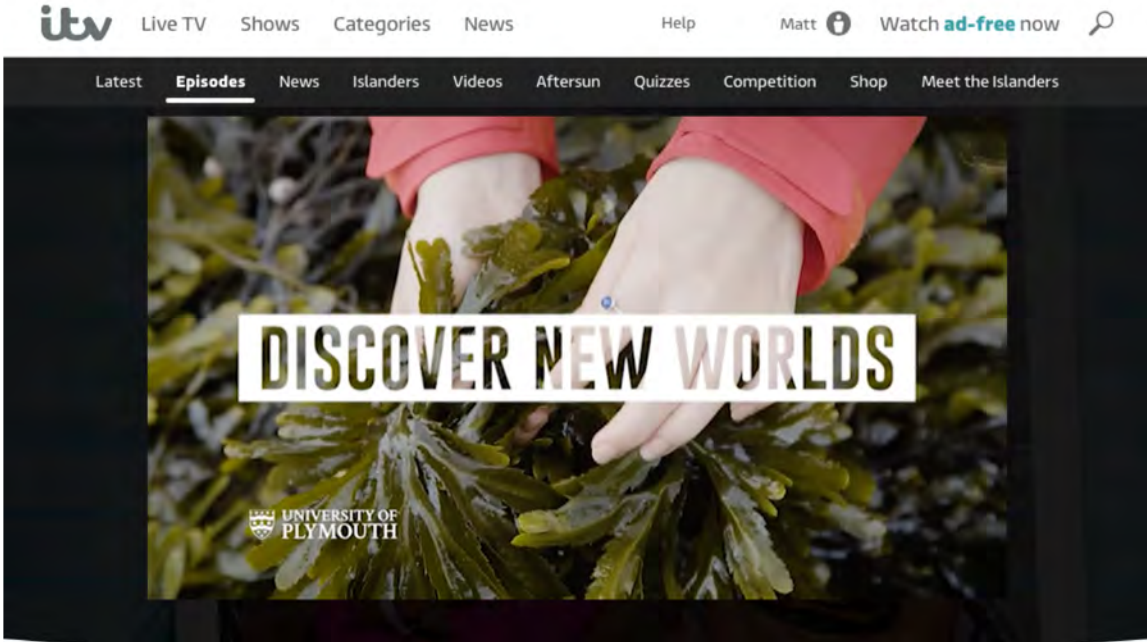 itv Live TV Shows Categories News Help Matt Watch ad-free now
Latest Episodes News Islanders Videos Aftersun Quizzes Competition Shop Meet the Islanders
DISCOVER NEW WORLDS
UNIVERSITY OF
PLYMOUTH